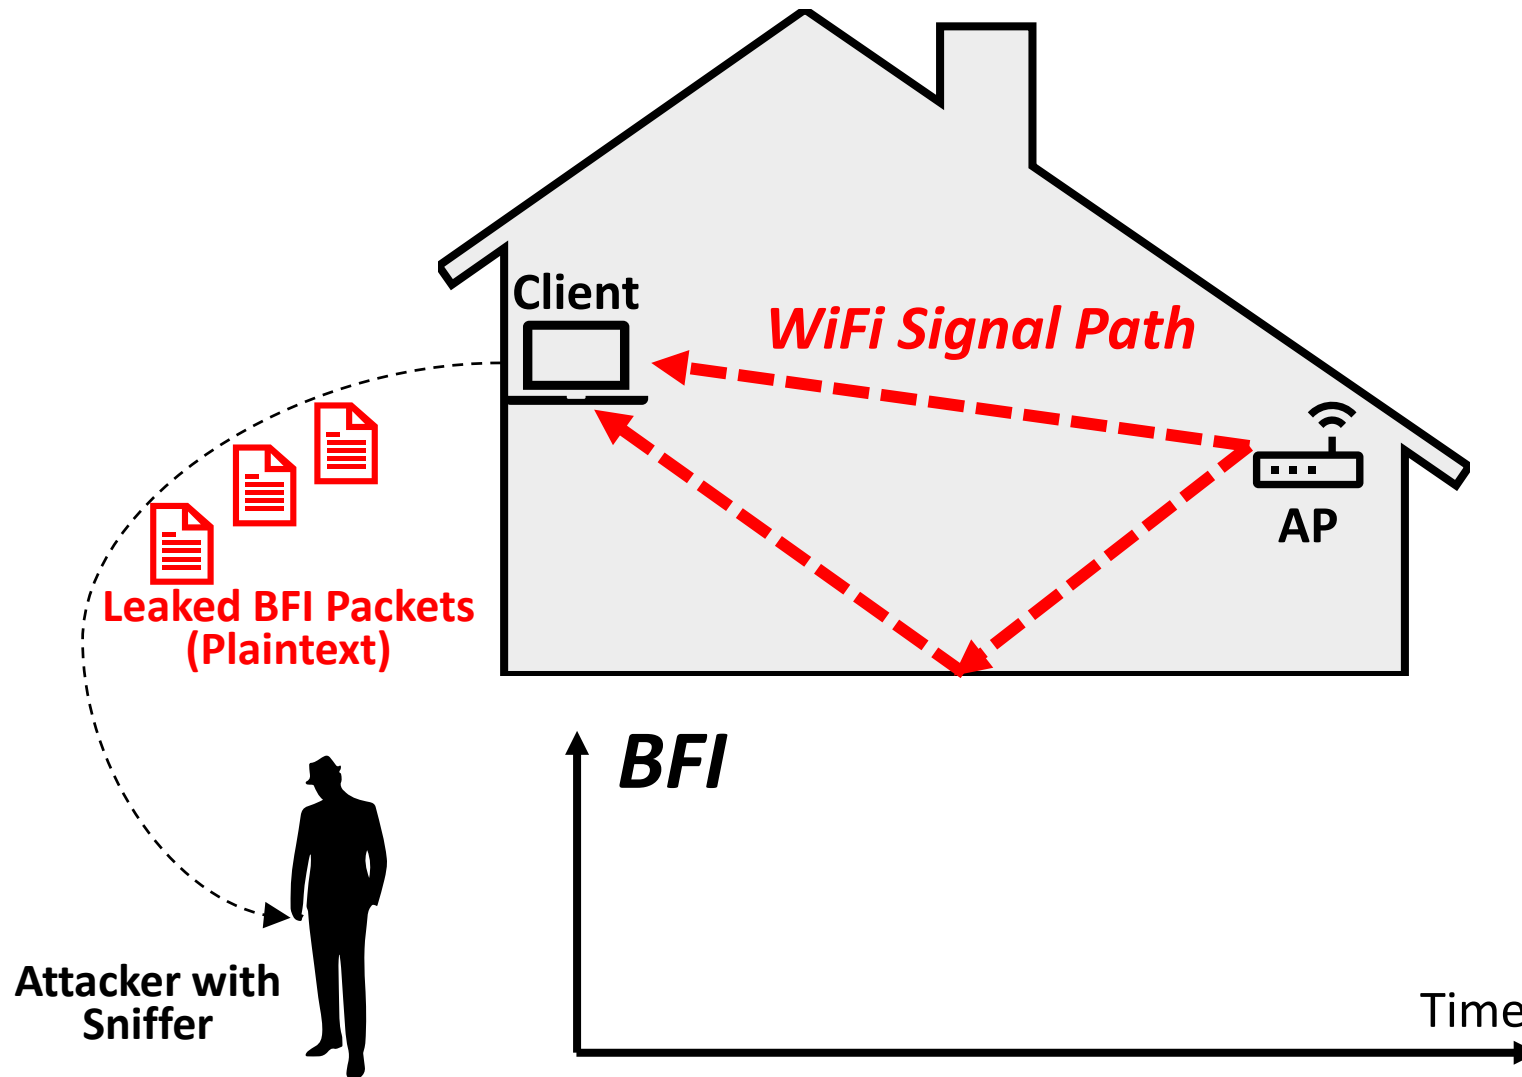 Client
WiFi Signal Path
AP
Leaked BFI Packets
(Plaintext)
BFI
Attacker with
Sniffer
Time